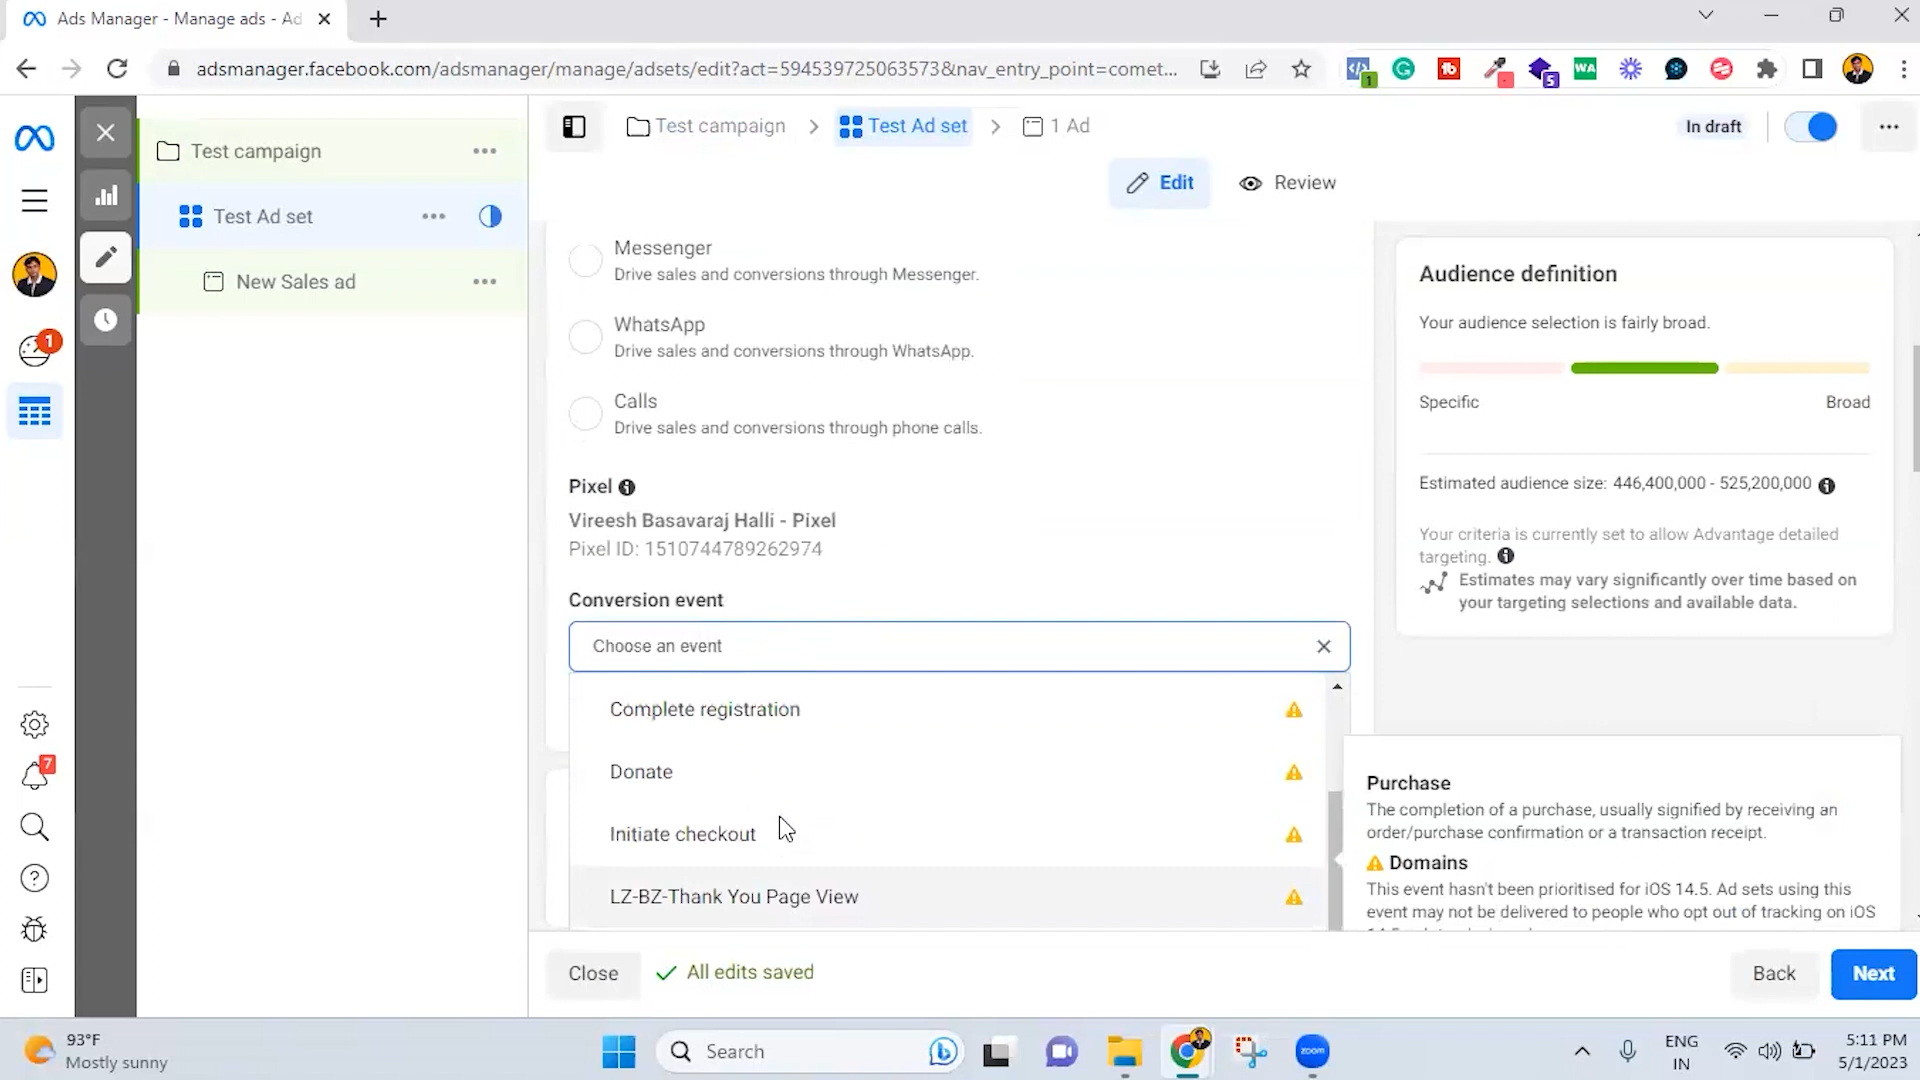 Ads Manager - Manage ads - Ad
adsmanager.facebook.com/adsmanager/manage/adsets/edit?act=594539725063573&nav_entry_point=comet...
1
5
WA
Test campaign
Test Ad set
New Sales ad
Test campaign
Test Ad set
1 Ad
In draft
Edit
Review
Messenger
Drive sales and conversions through Messenger.
WhatsApp
Drive sales and conversions through WhatsApp.
Calls
Drive sales and conversions through phone calls.
Pixel
Vireesh Basavaraj Halli - Pixel
Pixel ID: 1510744789262974
Conversion event
Choose an event
Complete registration
Donate
Initiate checkout
LZ-BZ-Thank You Page View
Audience definition
Your audience selection is fairly broad.
Specific
Broad
Estimated audience size: 446,400,000 - 525,200,000
Your criteria is currently set to allow Advantage detailed
targeting.
Estimates may vary significantly over time based on
your targeting selections and available data.
Purchase
The completion of a purchase, usually signified by receiving an
order/purchase confirmation or a transaction receipt.
Domains
This event hasn't been prioritised for iOS 14.5. Ad sets using this
event may not be delivered to people who opt out of tracking on iOS
1
7
Close
All edits saved
Back
Next
93°F
Mostly sunny
Search
zoom
ENG
IN
5:11 PM
5/1/2023